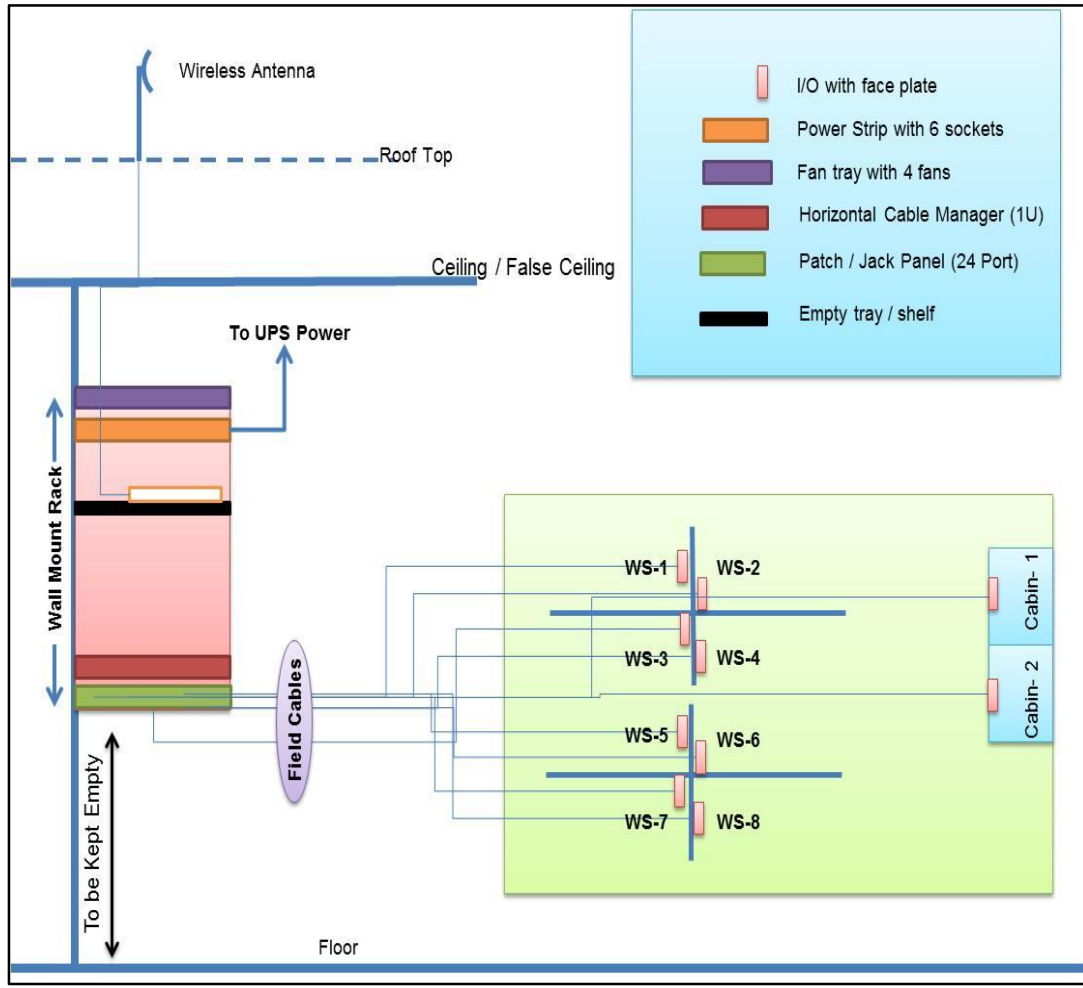 Wireless Antenna
Roof Top
Ceiling / False Ceiling
I/O with face plate
Power Strip with 6 sockets
Fan tray with 4 fans
Horizontal Cable Manager (1U)
Patch / Jack Panel (24 Port)
Empty tray / shelf
To UPS Power
Wall Mount Rack
Field Cables
To be Kept Empty
WS-1
WS-2
WS-3
WS-4
WS-5
WS-6
WS-7
WS-8
Cabin- 1
Cabin- 2
Floor